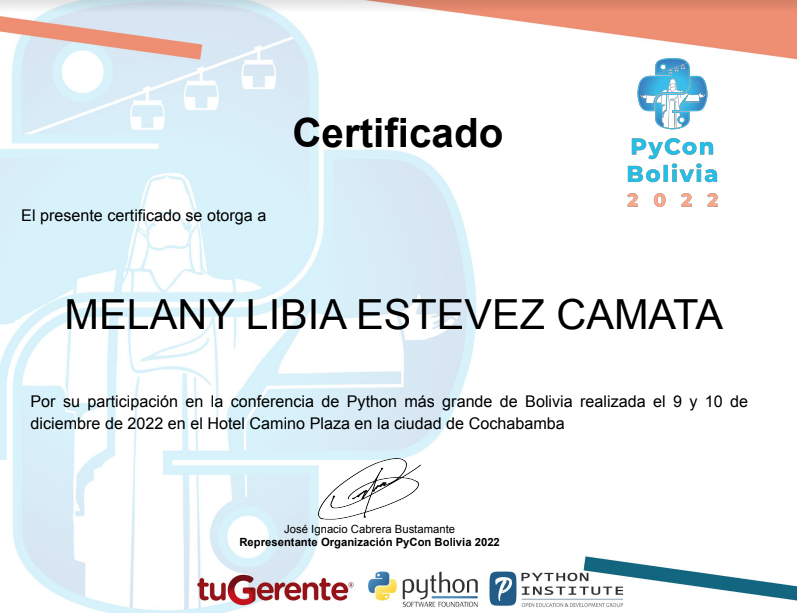 Certificado
PyCon
Bolivia
2 0 2 2
El presente certificado se otorga a
MELANY LIBIA ESTEVEZ CAMATA
Por su participación en la conferencia de Python más grande de Bolivia realizada el 9 y 10 de
diciembre de 2022 en el Hotel Camino Plaza en la ciudad de Cochabamba
José Ignacio Cabrera Bustamante
Representante Organización PyCon Bolivia 2022
tuGerente®
python
SOFTWARE FOUNDATION
PYTHON
INSTITUTE
OPEN EDUCATION & DEVELOPMENT GROUP